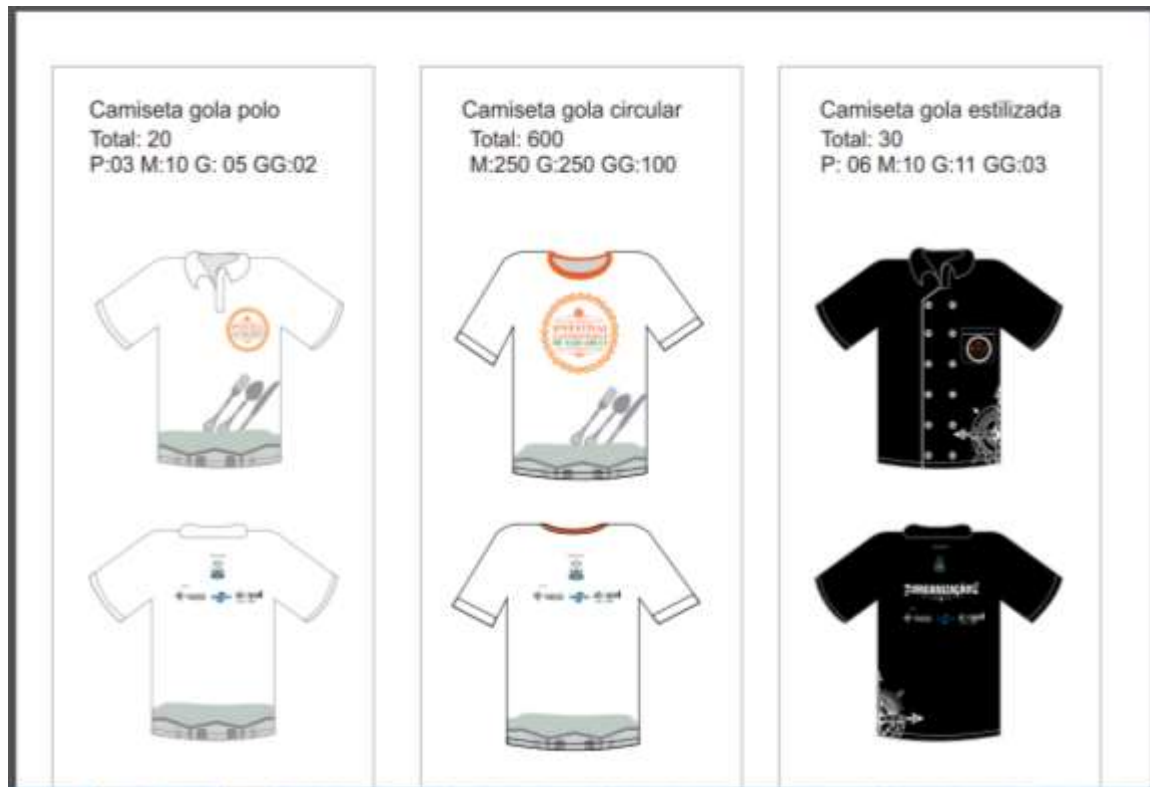 Camiseta gola polo
Total: 20
P:03 M:10 G: 05 GG:02
Camiseta gola circular
Total: 600
M:250 G:250 GG:100
Camiseta gola estilizada
Total: 30
P: 06 M:10 G:11 GG:03